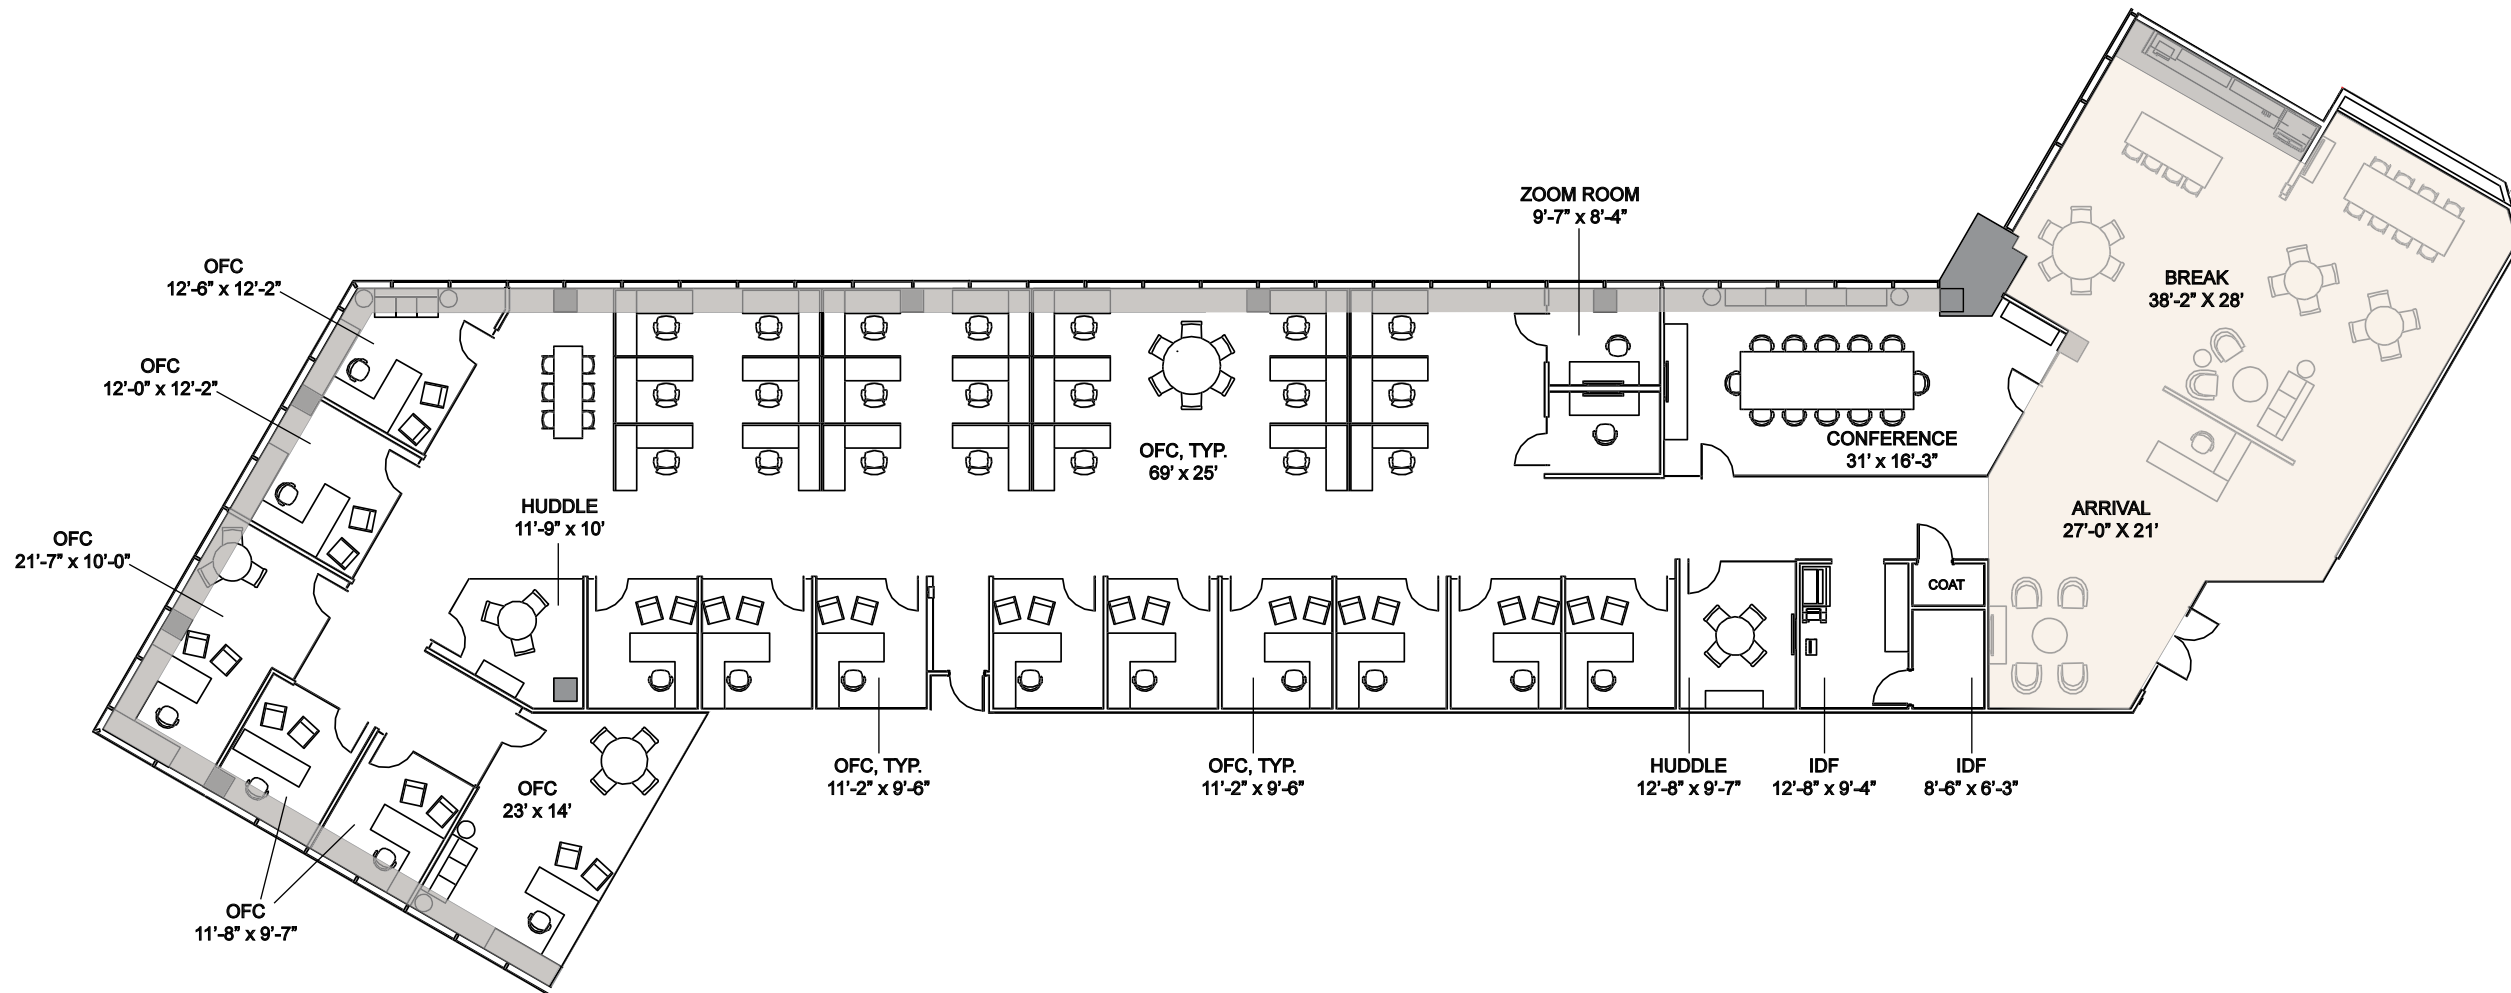 ZOOM ROOM
9'-7" x 8'-4"
OFC
12'-6" x 12'-2"
BREAK
38'-2" X 28'
OFC
12'-0" x 12'-2"
OFC, TYP.
69' x 25'
CONFERENCE
31' x 16'-3"
HUDDLE
11'-9" x 10'
ARRIVAL
27'-0" X 21'
OFC
21'-7" x 10'-0"
COAT
OFC
23' x 14'
OFC, TYP.
11'-2" x 9'-6"
OFC, TYP.
11'-2" x 9'-6"
HUDDLE
12'-8" x 9'-7"
IDF
12'-8" x 9'-4"
IDF
8'-6" x 6'-3"
OFC
11'-8" x 9'-7"